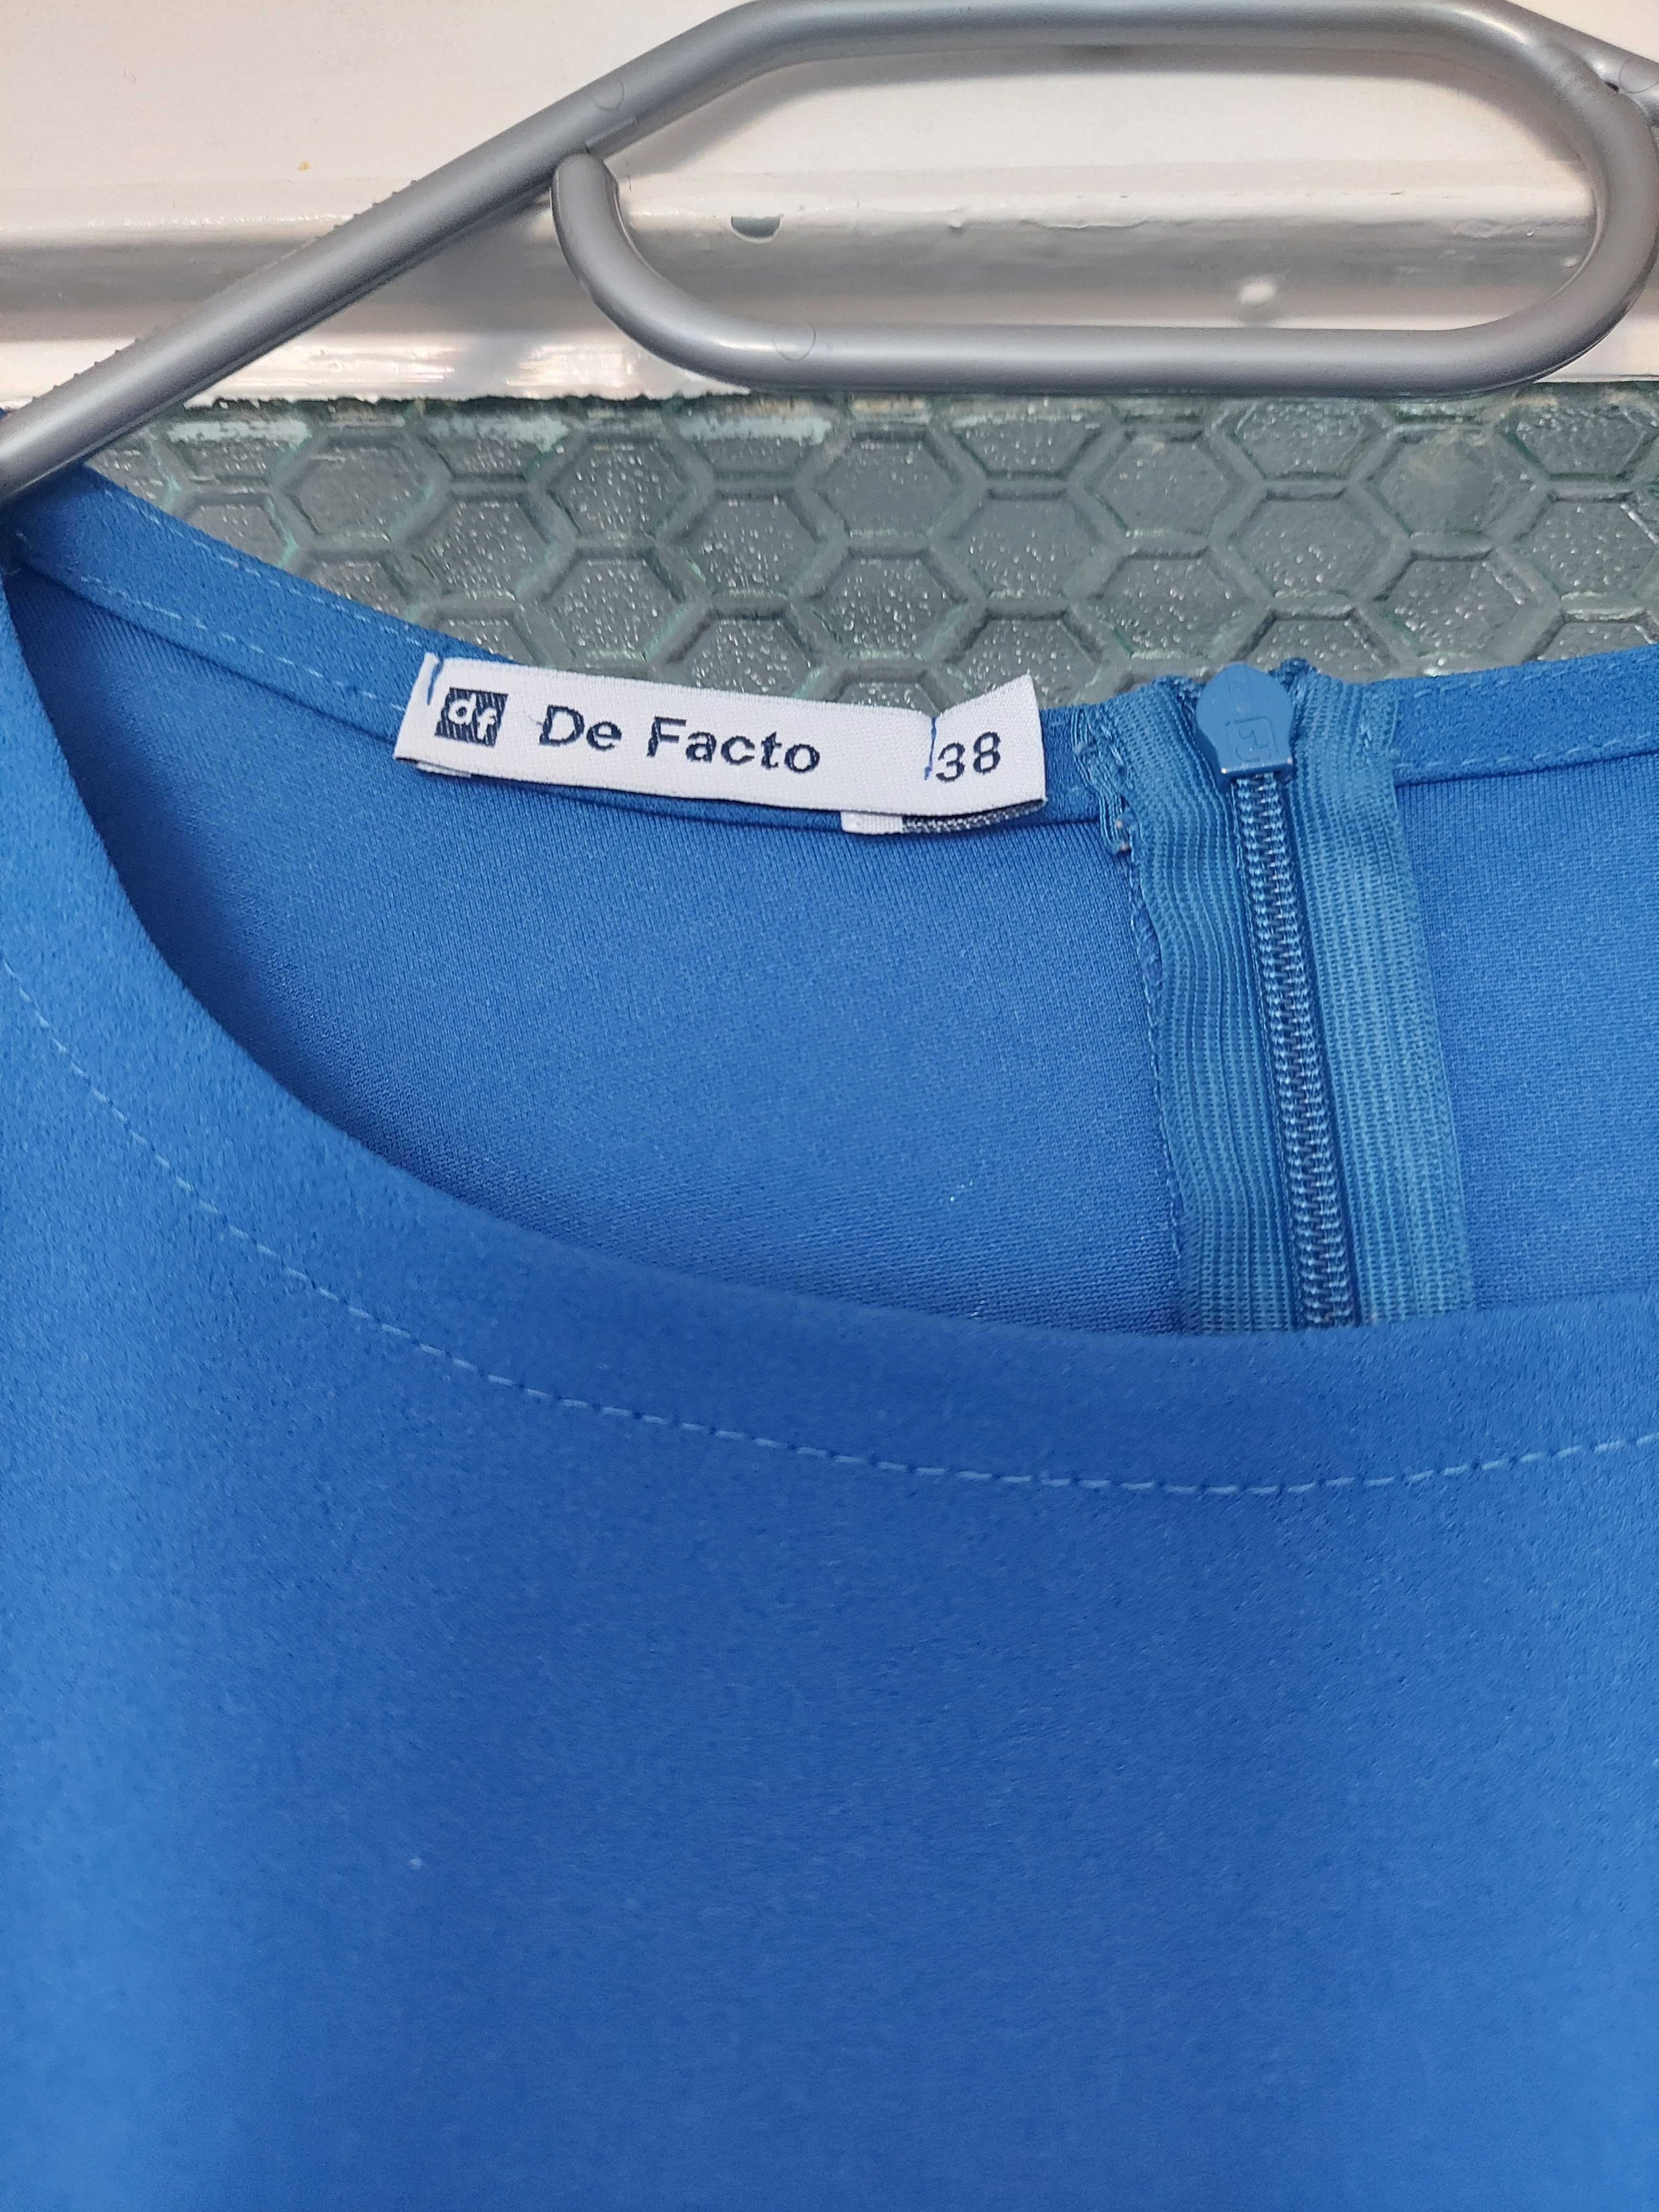 df De Facto 38